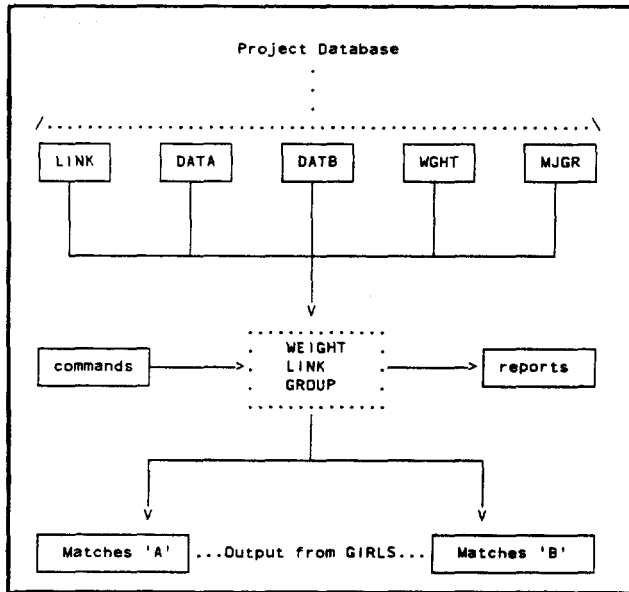 Project Database
LINK DATA DATB WGHT MJGR
WEIGHT
commands LINK reports
GROUP
Matches 'A' ...Output from GIRLS... Matches 'B'